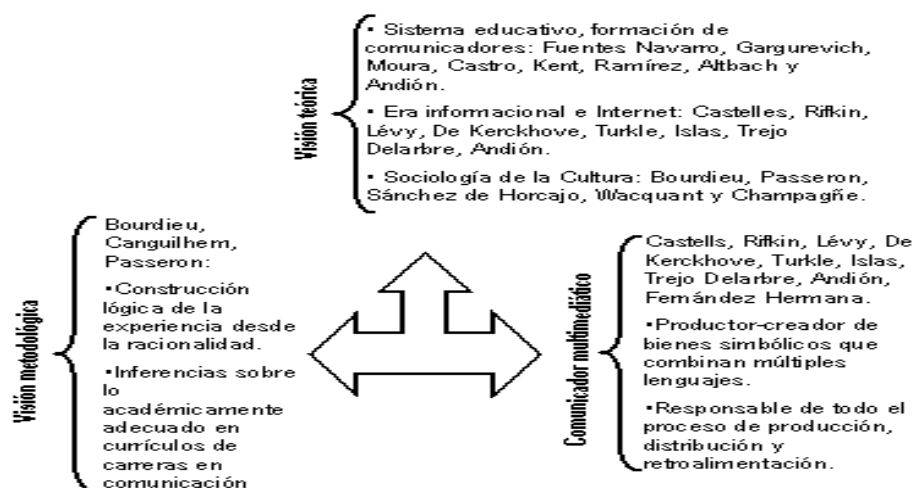 Visión teórica
• Sistema educativo, formación de
comunicadores: Fuentes Navarro, Gargurevich,
Moura, Castro, Kent, Ramírez, Altbach y
Andión.
• Era informacional e Internet: Castelles, Rifkin,
Lévy, De Kerckhove, Turkle, Islas, Trejo
Delarbre, Andión.
• Sociología de la Cultura: Bourdieu, Passeron,
Sánchez de Horcajo, Wacquant y Champagñe.
Visión metodológica
Bourdieu,
Canguilhem,
Passeron:
•Construcción
lógica de la
experiencia desde
la racionalidad.
•Inferencias sobre
lo
académicamente
adecuado en
currículos de
carreras en
comunicación
Comunicador multimediático
Castells, Rifkin, Lévy, De
Kerckhove, Turkle, Islas,
Trejo Delarbre, Andión,
Fernández Hermana.
•Productor-creador de
bienes simbólicos que
combinan múltiples
lenguajes.
•Responsable de todo el
proceso de producción,
distribución y
retroalimentación.